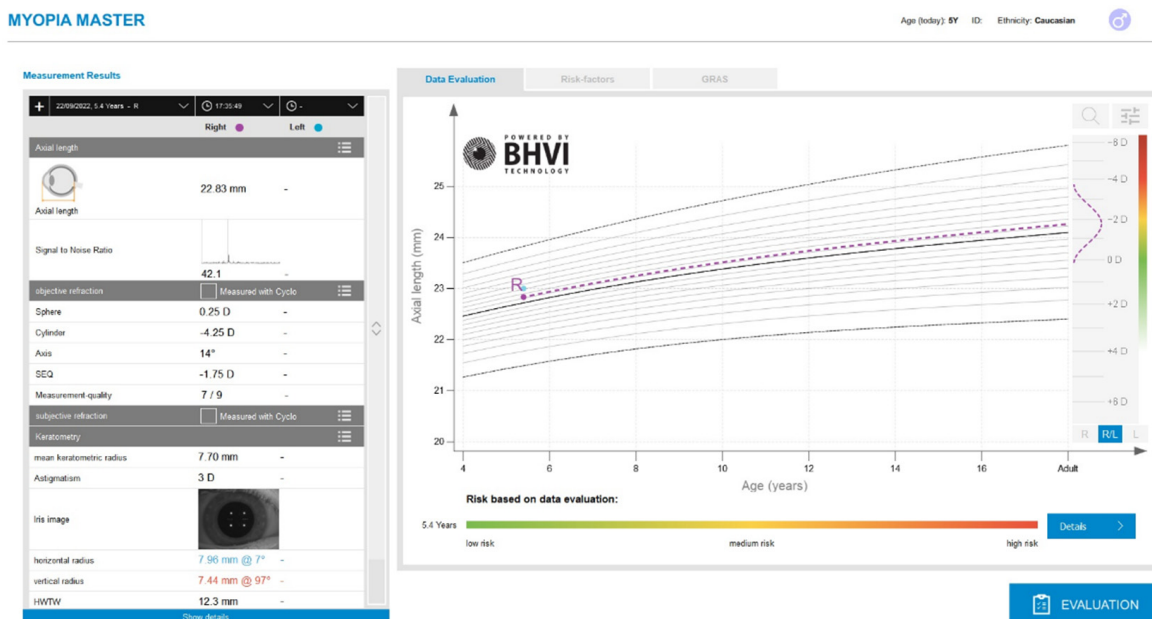 MYOPIA MASTER
Age (today): 5Y ID: Ethnicity: Caucasian
Measurement Results
22/09/2022, 5.4 Years - R 17:35:49 -
Right Left
Axial length
22.83 mm -
Axial length
Signal to Noise Ratio
42.1 -
objective refraction Measured with Cyclo
Sphere 0.25 D -
Cylinder -4.25 D -
Axis 14° -
SEQ -1.75 D -
Measurement-quality 7 / 9 -
subjective refraction Measured with Cyclo
Keratometry
mean keratometric radius 7.70 mm -
Astigmatism 3 D -
Iris image
horizontal radius 7.96 mm @ 7° -
vertical radius 7.44 mm @ 97° -
HWTW 12.3 mm -
Show details
Data Evaluation Risk-factors GRAS
POWERED BY
BHVI
TECHNOLOGY
Axial length (mm)
25
24
23
22
21
20
R
4 6 8 10 12 14 16 Adult
Age (years)
-8 D
-4 D
-2 D
0 D
+2 D
+4 D
+8 D
R R/L L
Risk based on data evaluation:
5.4 Years
low risk medium risk high risk
Details
EVALUATION